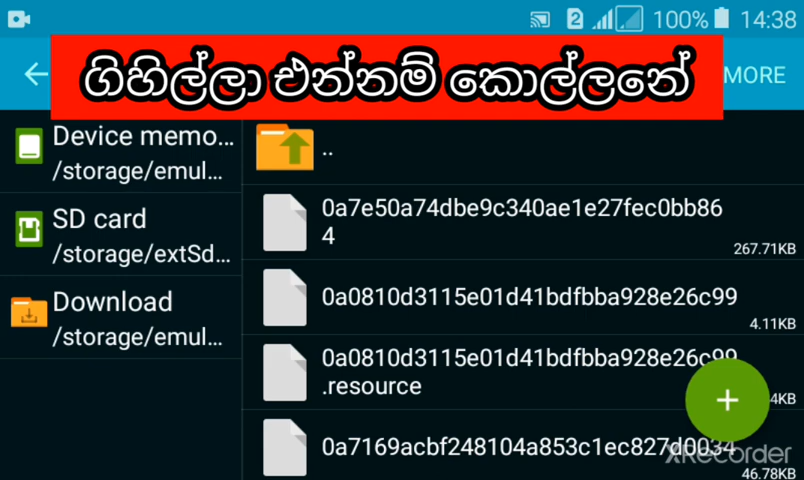 100% 14:38
ගිහිල්ලා එන්නම් කොල්ලනේ
MORE
Device memo...
/storage/emul...
SD card
/storage/extSd...
Download
/storage/emul...
..
0a7e50a74dbe9c340ae1e27fec0bb86
4
267.71KB
0a0810d3115e01d41bdfbba928e26c99
4.11KB
0a0810d3115e01d41bdfbba928e26c99
.resource
4KB
0a7169acbf248104a853c1ec827d0034
46.78KB
XRecorder